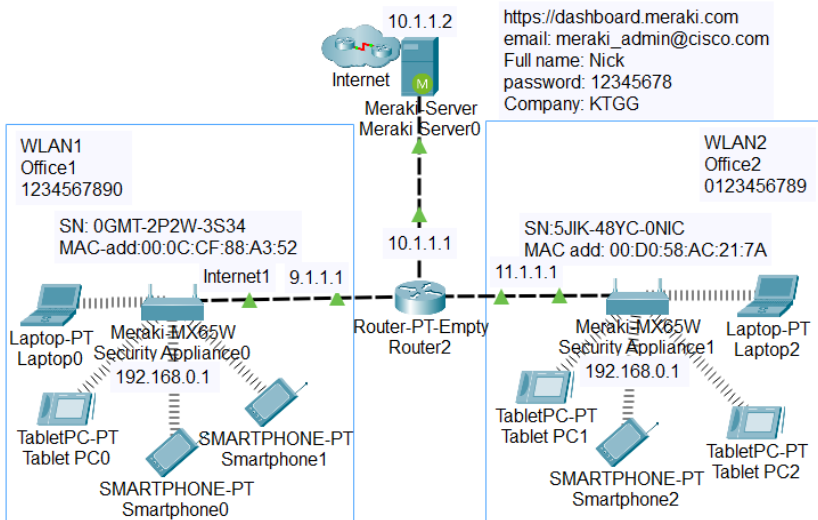 10.1.1.2
Internet
M
Meraki-Server
Meraki Server0
https://dashboard.meraki.com
email: meraki_admin@cisco.com
Full name: Nick
password: 12345678
Company: KTGG
WLAN1
Office1
1234567890
SN: 0GMT-2P2W-3S34
MAC-add:00:0C:CF:88:A3:52
Internet1
9.1.1.1
10.1.1.1
11.1.1.1
Router-PT-Empty
Router2
Laptop-PT
Laptop0
Meraki-MX65W
Security Appliance0
192.168.0.1
TabletPC-PT
Tablet PC0
SMARTPHONE-PT
Smartphone0
SMARTPHONE-PT
Smartphone1
WLAN2
Office2
0123456789
SN:5JIK-48YC-0NIC
MAC add: 00:D0:58:AC:21:7A
Meraki-MX65W
Security Appliance1
192.168.0.1
Laptop-PT
Laptop2
TabletPC-PT
Tablet PC1
SMARTPHONE-PT
Smartphone2
TabletPC-PT
Tablet PC2